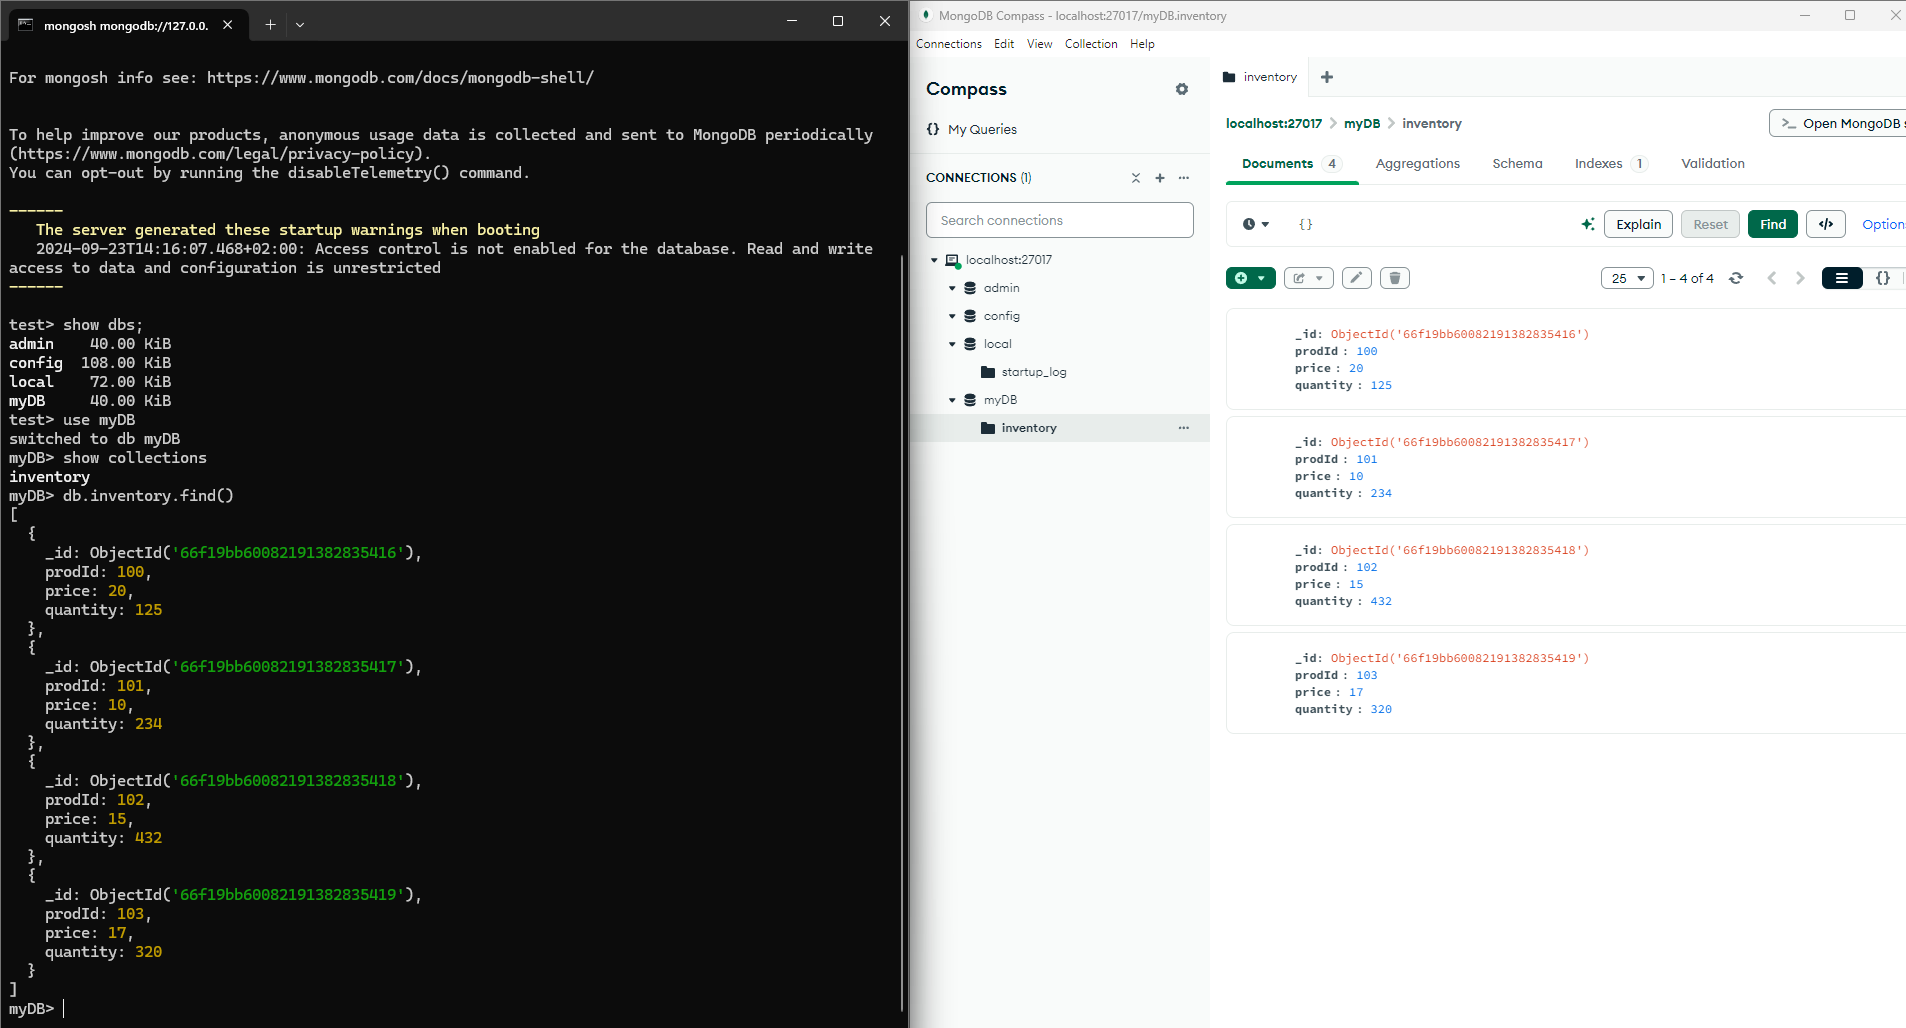 mongosh mongodb://127.0.0.
For mongosh info see: https://www.mongodb.com/docs/mongodb-shell/
To help improve our products, anonymous usage data is collected and sent to MongoDB periodically
(https://www.mongodb.com/legal/privacy-policy).
You can opt-out by running the disableTelemetry() command.
------
The server generated these startup warnings when booting
2024-09-23T14:16:07.468+02:00: Access control is not enabled for the database. Read and write
access to data and configuration is unrestricted
------
test> show dbs;
admin    40.00 KiB
config  108.00 KiB
local    72.00 KiB
myDB     40.00 KiB
test> use myDB
switched to db myDB
myDB> show collections
inventory
myDB> db.inventory.find()
[
  {
    _id: ObjectId('66f19bb60082191382835416'),
    prodId: 100,
    price: 20,
    quantity: 125
  },
  {
    _id: ObjectId('66f19bb60082191382835417'),
    prodId: 101,
    price: 10,
    quantity: 234
  },
  {
    _id: ObjectId('66f19bb60082191382835418'),
    prodId: 102,
    price: 15,
    quantity: 432
  },
  {
    _id: ObjectId('66f19bb60082191382835419'),
    prodId: 103,
    price: 17,
    quantity: 320
  }
]
myDB>
MongoDB Compass - localhost:27017/myDB.inventory
Connections Edit View Collection Help
Compass
{} My Queries
CONNECTIONS (1)
Search connections
localhost:27017
admin
config
local
startup_log
myDB
inventory
inventory
localhost:27017 > myDB > inventory
>_ Open MongoDB s
Documents 4 Aggregations Schema Indexes 1 Validation
{} Explain Reset Find </> Option
25 1 – 4 of 4 {}
_id: ObjectId('66f19bb60082191382835416')
prodId : 100
price : 20
quantity : 125
_id: ObjectId('66f19bb60082191382835417')
prodId : 101
price : 10
quantity : 234
_id: ObjectId('66f19bb60082191382835418')
prodId : 102
price : 15
quantity : 432
_id: ObjectId('66f19bb60082191382835419')
prodId : 103
price : 17
quantity : 320